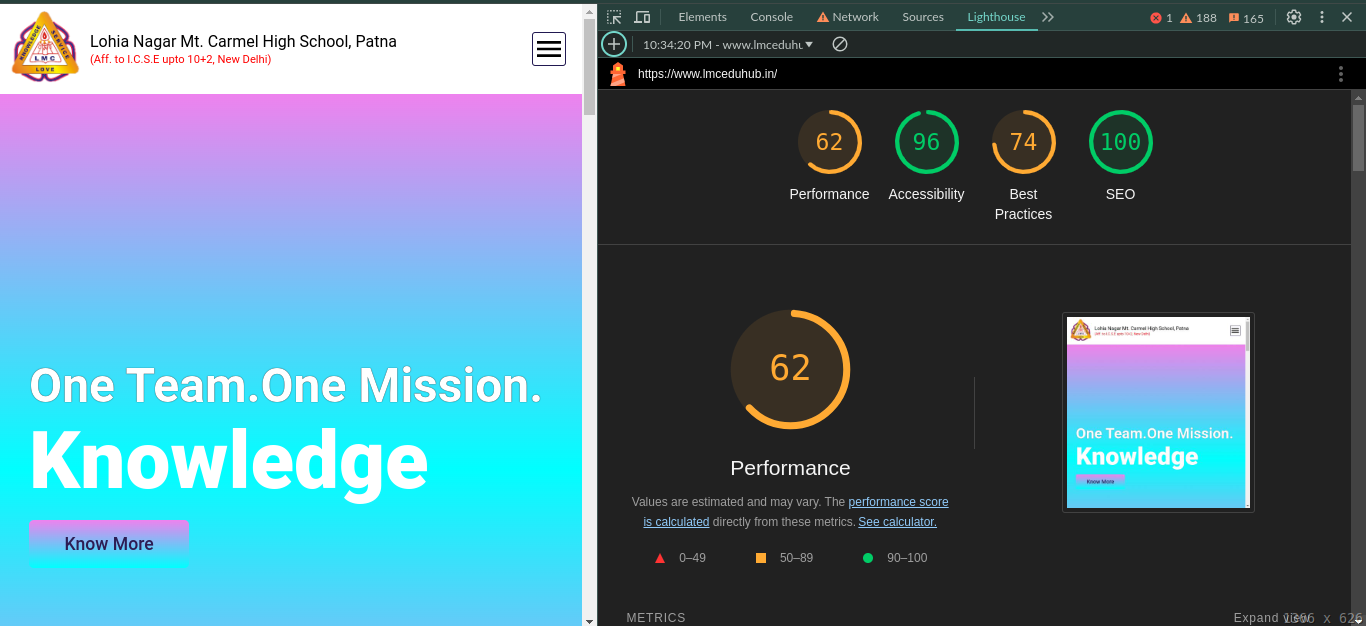 Lohia Nagar Mt. Carmel High School, Patna
(Aff. to I.C.S.E upto 10+2, New Delhi)
KNOWLEDGE SERVICE
LMC
LOVE
One Team.One Mission.
Knowledge
Know More
Elements Console Network Sources Lighthouse 1 188 165
10:34:20 PM - www.lmceduhu
https://www.lmceduhub.in/
62 96 74 100
Performance Accessibility Best Practices SEO
62
Performance
Values are estimated and may vary. The performance score
is calculated directly from these metrics. See calculator.
0–49 50–89 90–100
Lohia Nagar Mt. Carmel High School, Patna
(Aff. to I.C.S.E upto 10+2, New Delhi)
One Team.One Mission.
Knowledge
Know More
METRICS
Expand view
1366 x 626